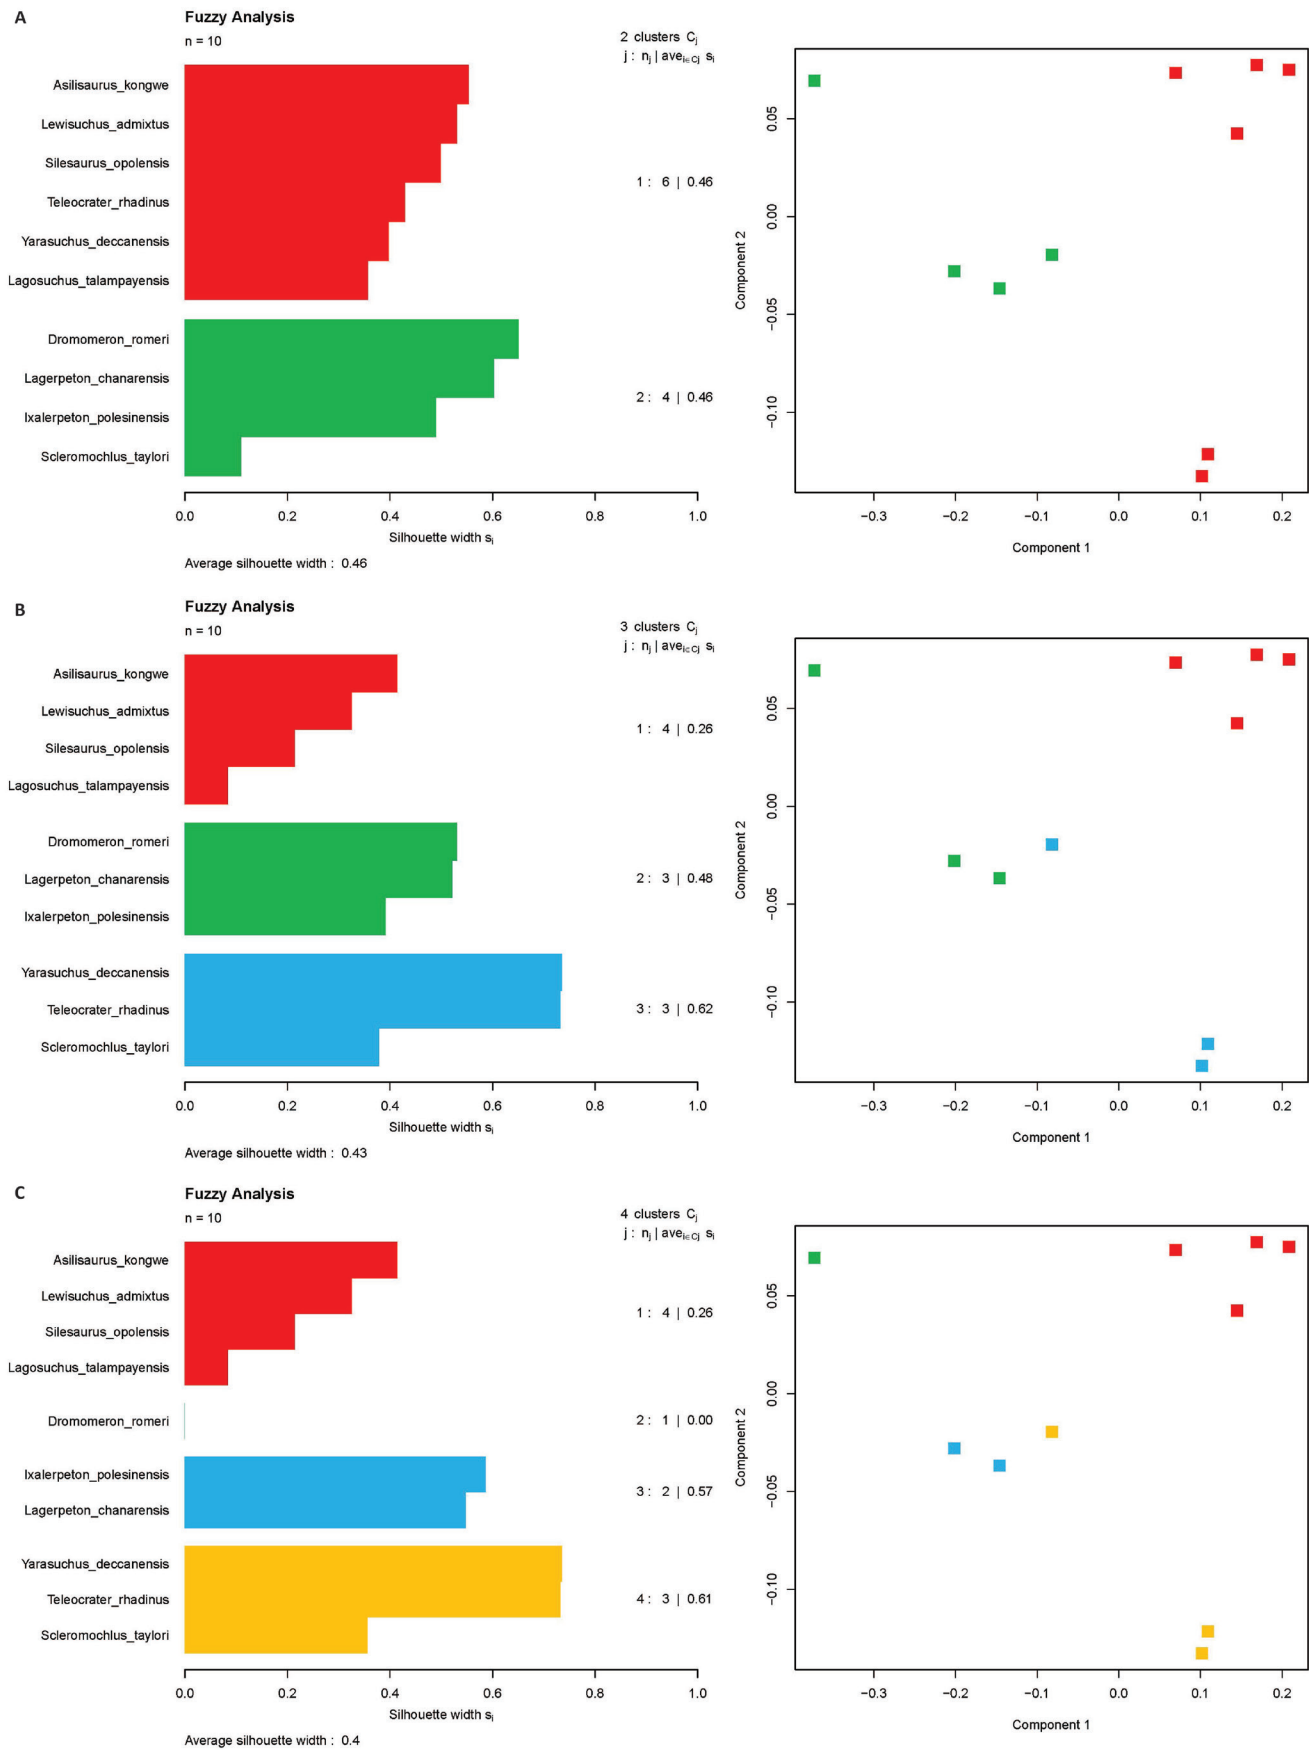 A
Fuzzy Analysis
n = 10
2 clusters Cj
j : nj | avei∈Cj si
Asilisaurus_kongwe
Lewisuchus_admixtus
Silesaurus_opolensis
Teleocrater_rhadinus
Yarasuchus_deccanensis
Lagosuchus_talampayensis
1 : 6 | 0.46
Dromomeron_romeri
Lagerpeton_chanarensis
Ixalerpeton_polesinensis
Scleromochlus_taylori
2 : 4 | 0.46
0.0 0.2 0.4 0.6 0.8 1.0
Silhouette width si
Average silhouette width : 0.46
0.05
0.00
−0.05
−0.10
Component 2
−0.3 −0.2 −0.1 0.0 0.1 0.2
Component 1
B
Fuzzy Analysis
n = 10
3 clusters Cj
j : nj | avei∈Cj si
Asilisaurus_kongwe
Lewisuchus_admixtus
Silesaurus_opolensis
Lagosuchus_talampayensis
1 : 4 | 0.26
Dromomeron_romeri
Lagerpeton_chanarensis
Ixalerpeton_polesinensis
2 : 3 | 0.48
Yarasuchus_deccanensis
Teleocrater_rhadinus
Scleromochlus_taylori
3 : 3 | 0.62
0.0 0.2 0.4 0.6 0.8 1.0
Silhouette width si
Average silhouette width : 0.43
0.05
0.00
−0.05
−0.10
Component 2
−0.3 −0.2 −0.1 0.0 0.1 0.2
Component 1
C
Fuzzy Analysis
n = 10
4 clusters Cj
j : nj | avei∈Cj si
Asilisaurus_kongwe
Lewisuchus_admixtus
Silesaurus_opolensis
Lagosuchus_talampayensis
1 : 4 | 0.26
Dromomeron_romeri
2 : 1 | 0.00
Ixalerpeton_polesinensis
Lagerpeton_chanarensis
3 : 2 | 0.57
Yarasuchus_deccanensis
Teleocrater_rhadinus
Scleromochlus_taylori
4 : 3 | 0.61
0.0 0.2 0.4 0.6 0.8 1.0
Silhouette width si
Average silhouette width : 0.4
0.05
0.00
−0.05
−0.10
Component 2
−0.3 −0.2 −0.1 0.0 0.1 0.2
Component 1